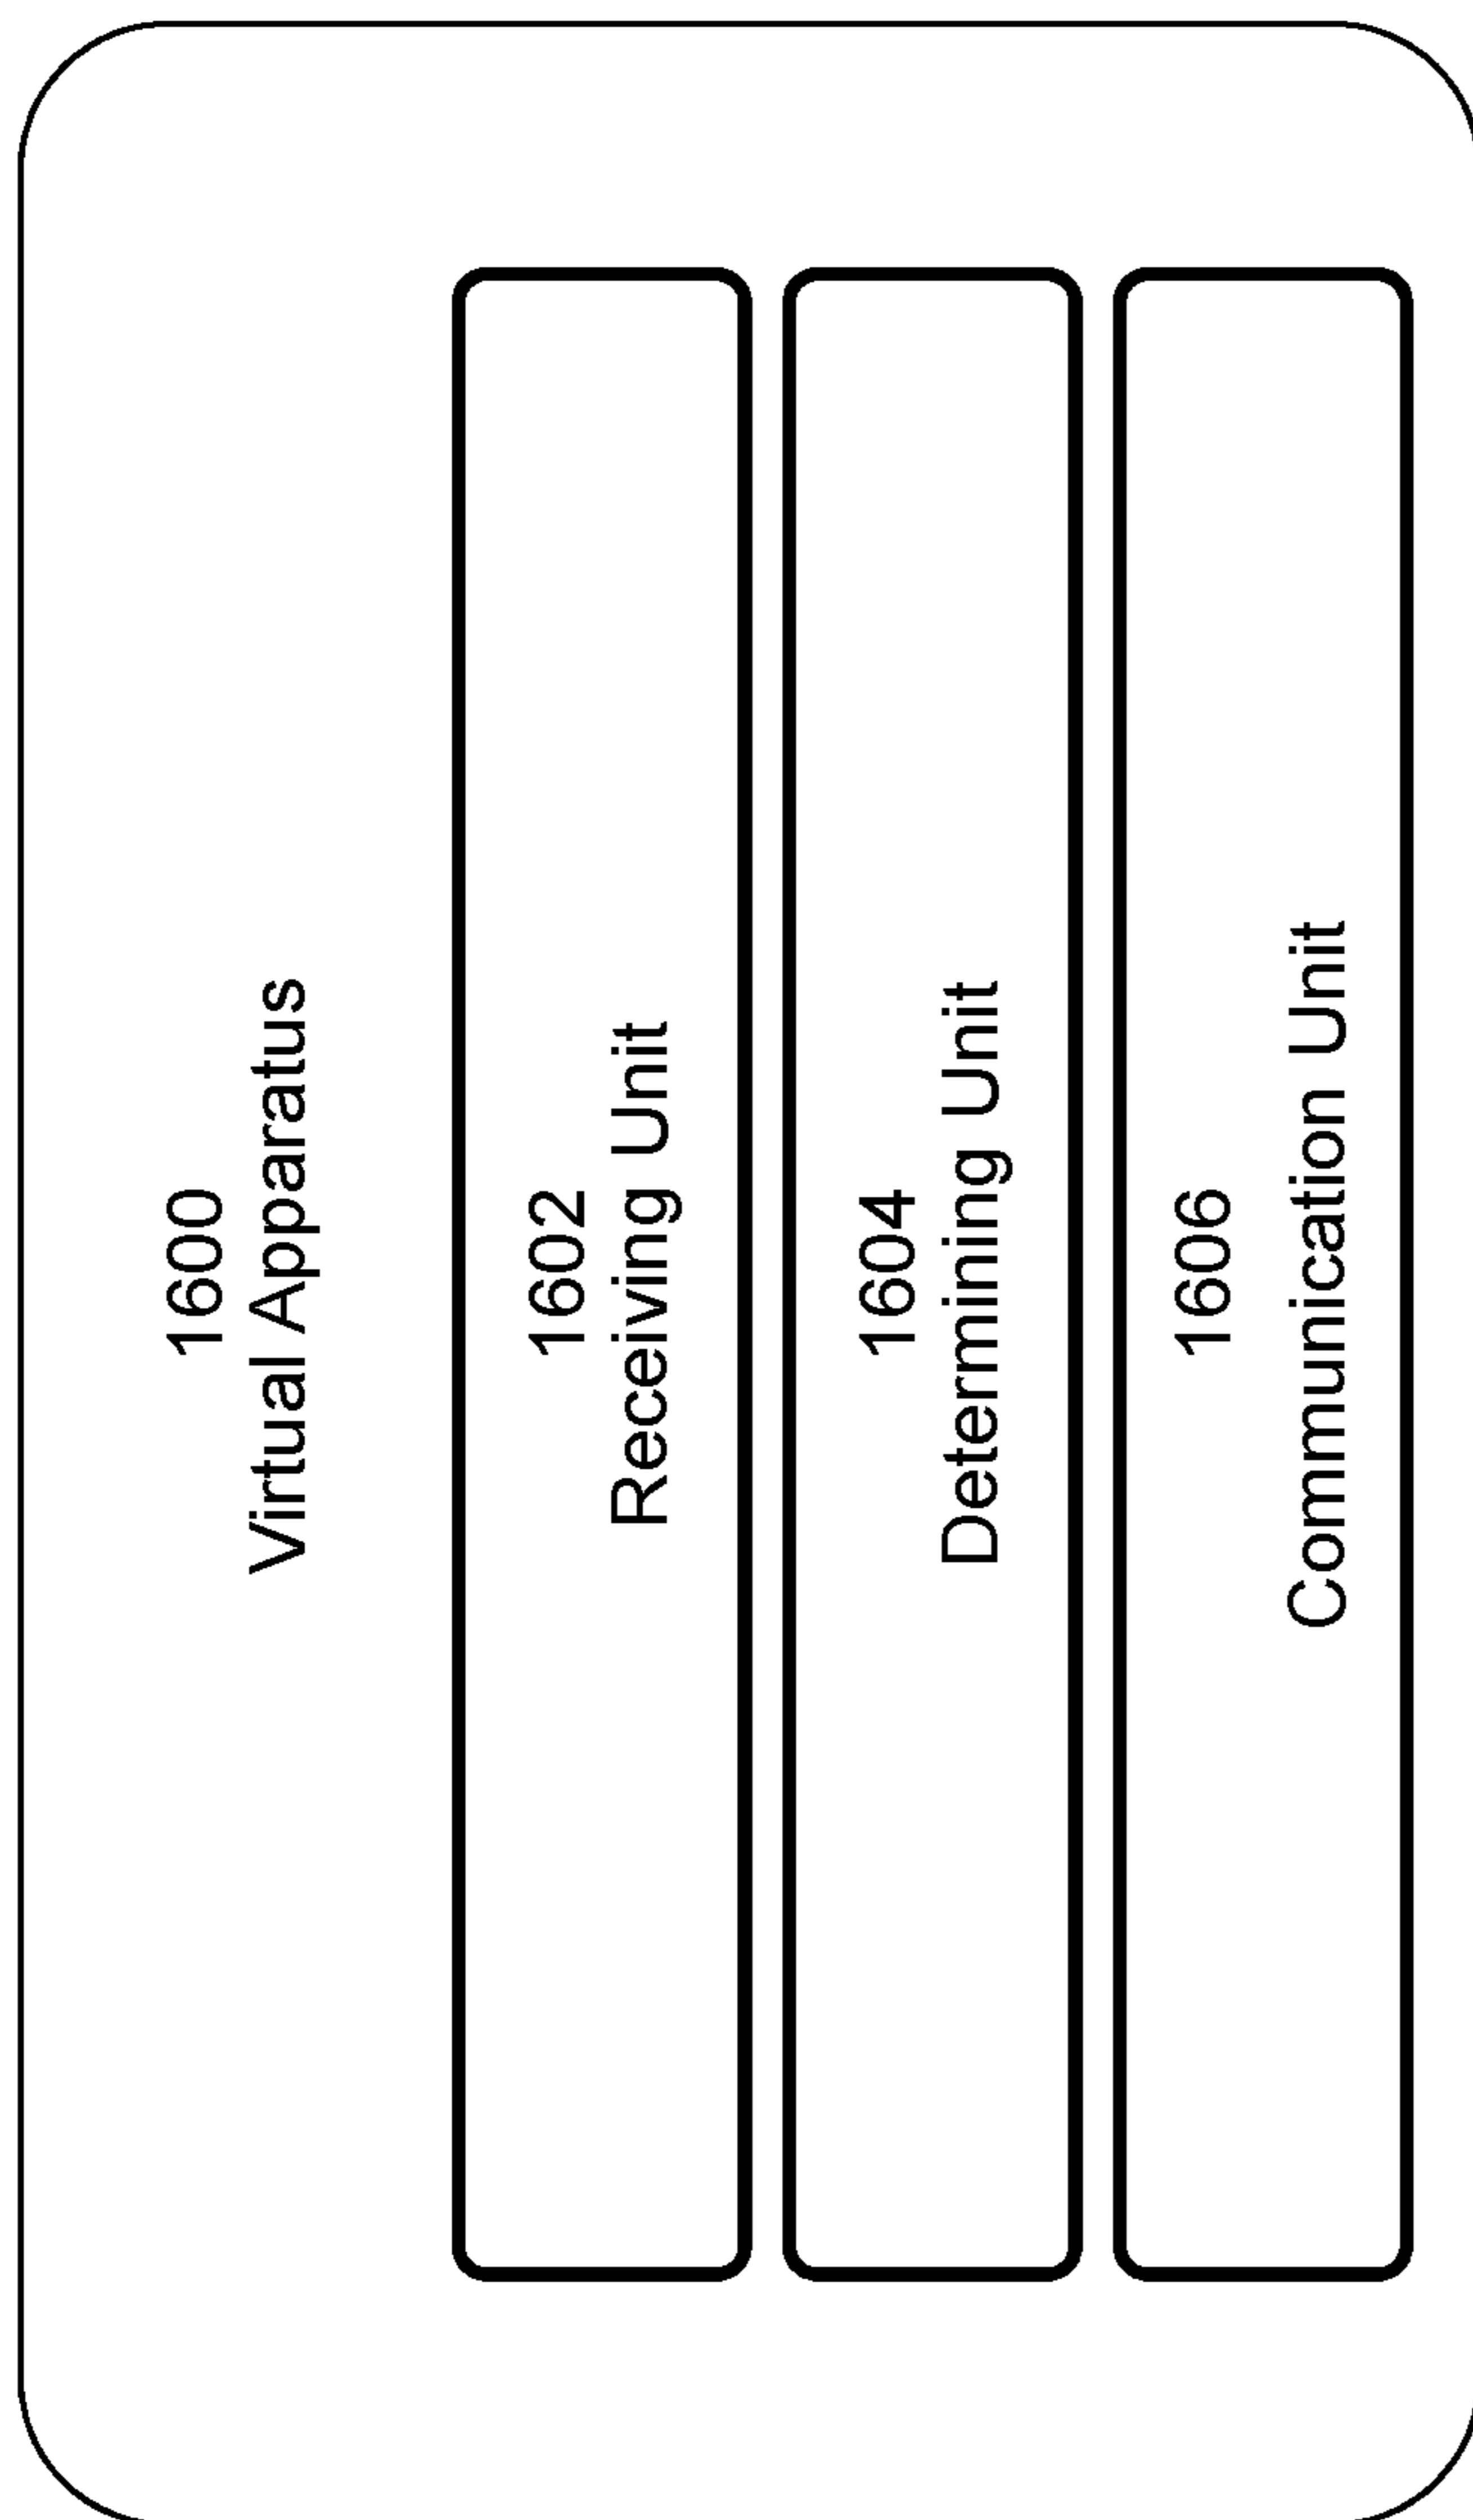 1600
Virtual Apparatus
1602
Receiving Unit
1604
Determining Unit
1606
Communication Unit